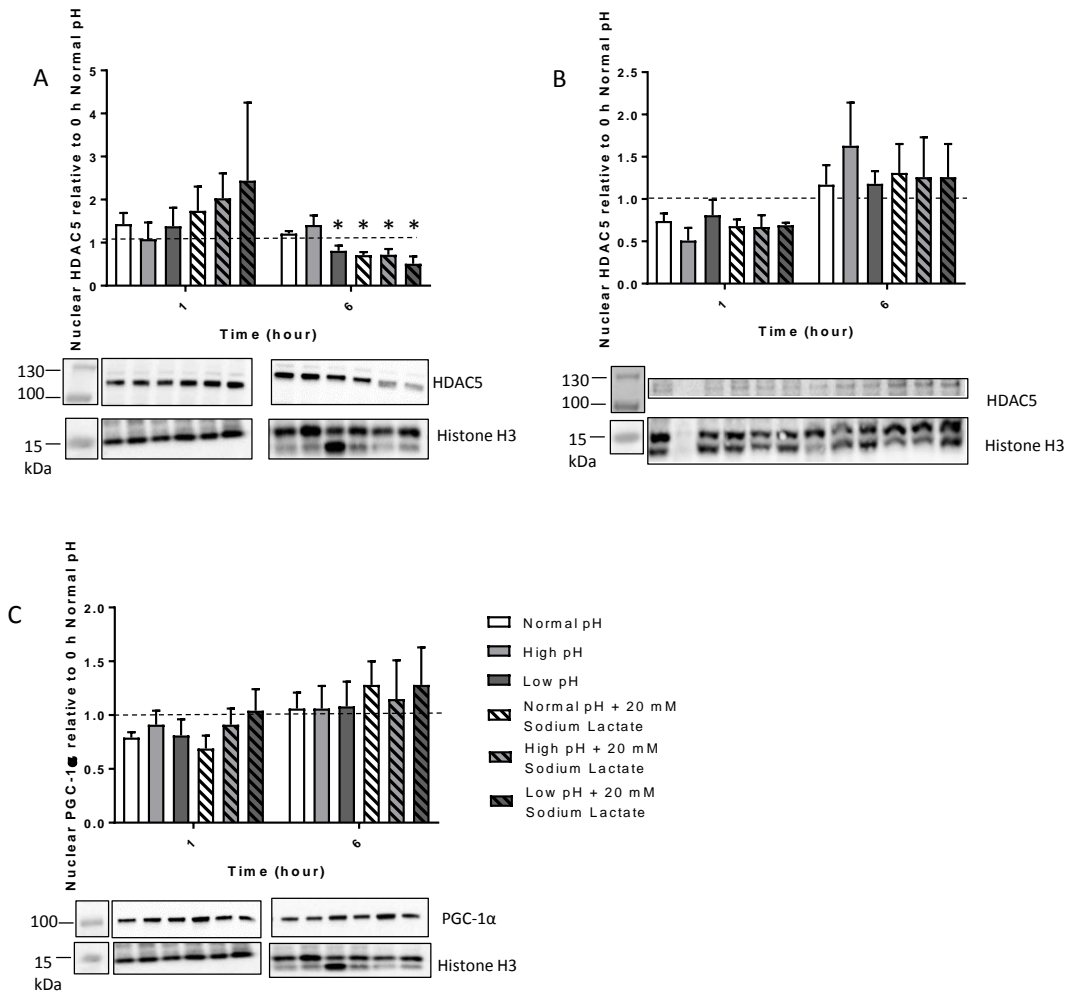 A
Nuclear HDAC5 relative to 0 h Normal pH
5
4
3
2
1
0
* * * *
1
6
Time (hour)
130
100
HDAC5
15
Histone H3
kDa
B
Nuclear HDAC5 relative to 0 h Normal pH
2.5
2.0
1.5
1.0
0.5
0.0
1
6
Time (hour)
130
100
HDAC5
15
Histone H3
kDa
C
Nuclear PGC-1α relative to 0 h Normal pH
2.0
1.5
1.0
0.5
0.0
1
6
Time (hour)
Normal pH
High pH
Low pH
Normal pH + 20 mM
Sodium Lactate
High pH + 20 mM
Sodium Lactate
Low pH + 20 mM
Sodium Lactate
100
PGC-1α
15
Histone H3
kDa